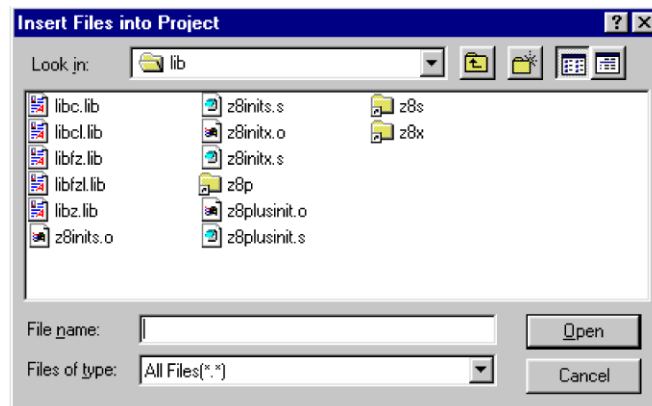 Insert Files into Project
Look in: lib
libc.lib z8inits.s z8s
libcl.lib z8initx.o z8x
libfz.lib z8initx.s
libfzl.lib z8p
libz.lib z8plusinit.o
z8inits.o z8plusinit.s
File name: Open
Files of type: All Files(*.*) Cancel